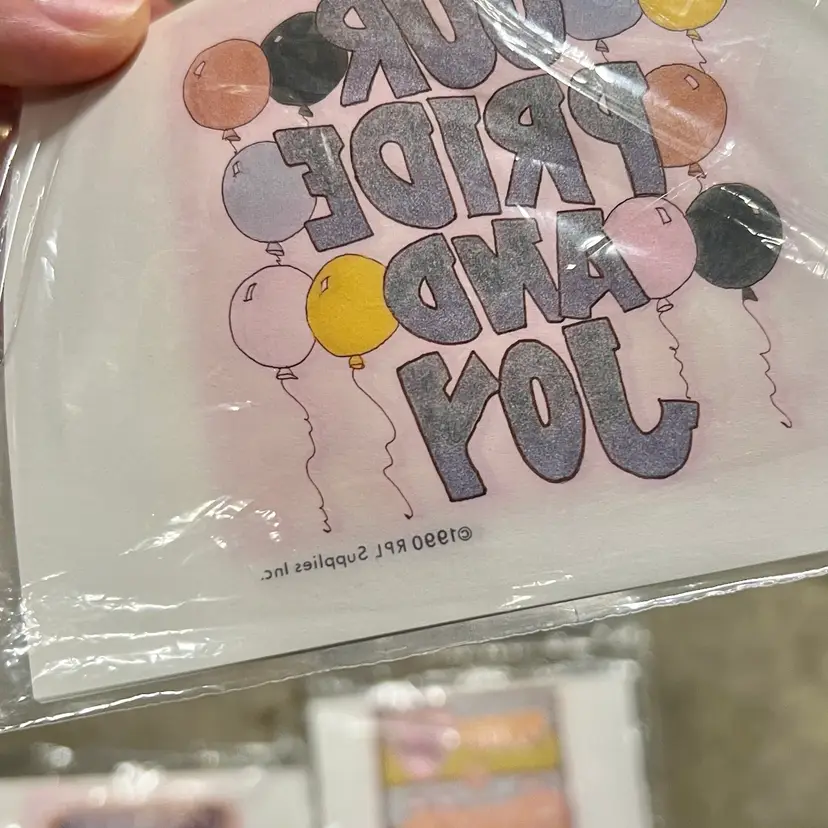 OUR
PRIDE
AND
JOY
©1990 RPL Supplies Inc.